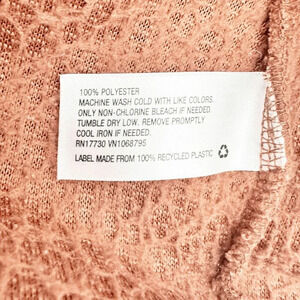 100% POLYESTER
MACHINE WASH COLD WITH LIKE COLORS.
ONLY NON-CHLORINE BLEACH IF NEEDED.
TUMBLE DRY LOW. REMOVE PROMPTLY
COOL IRON IF NEEDED.
RN17730 VN1068795
LABEL MADE FROM 100% RECYCLED PLASTIC